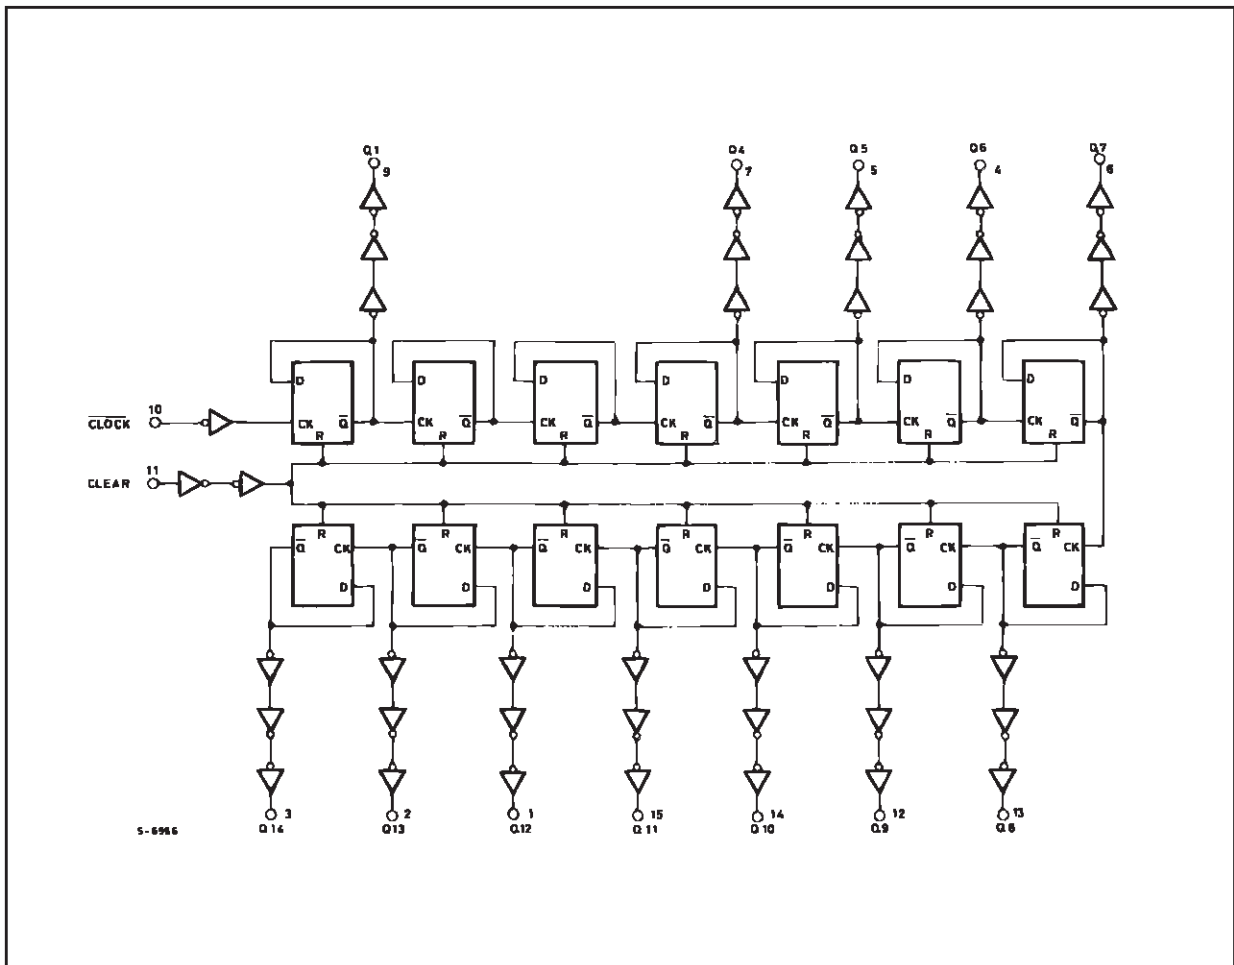 Q1 Q4 Q5 Q6 Q7
9 7 5 4 6
D D D D D D D
10
CLOCK CK Q̅ CK Q̅ CK Q̅ CK Q̅ CK Q̅ CK Q̅ CK Q̅
R R R R R R R
11
CLEAR
R R R R R R R
Q̅ CK Q̅ CK Q̅ CK Q̅ CK Q̅ CK Q̅ CK Q̅ CK
D D D D D D D
3 2 1 15 14 12 13
Q14 Q13 Q12 Q11 Q10 Q9 Q8